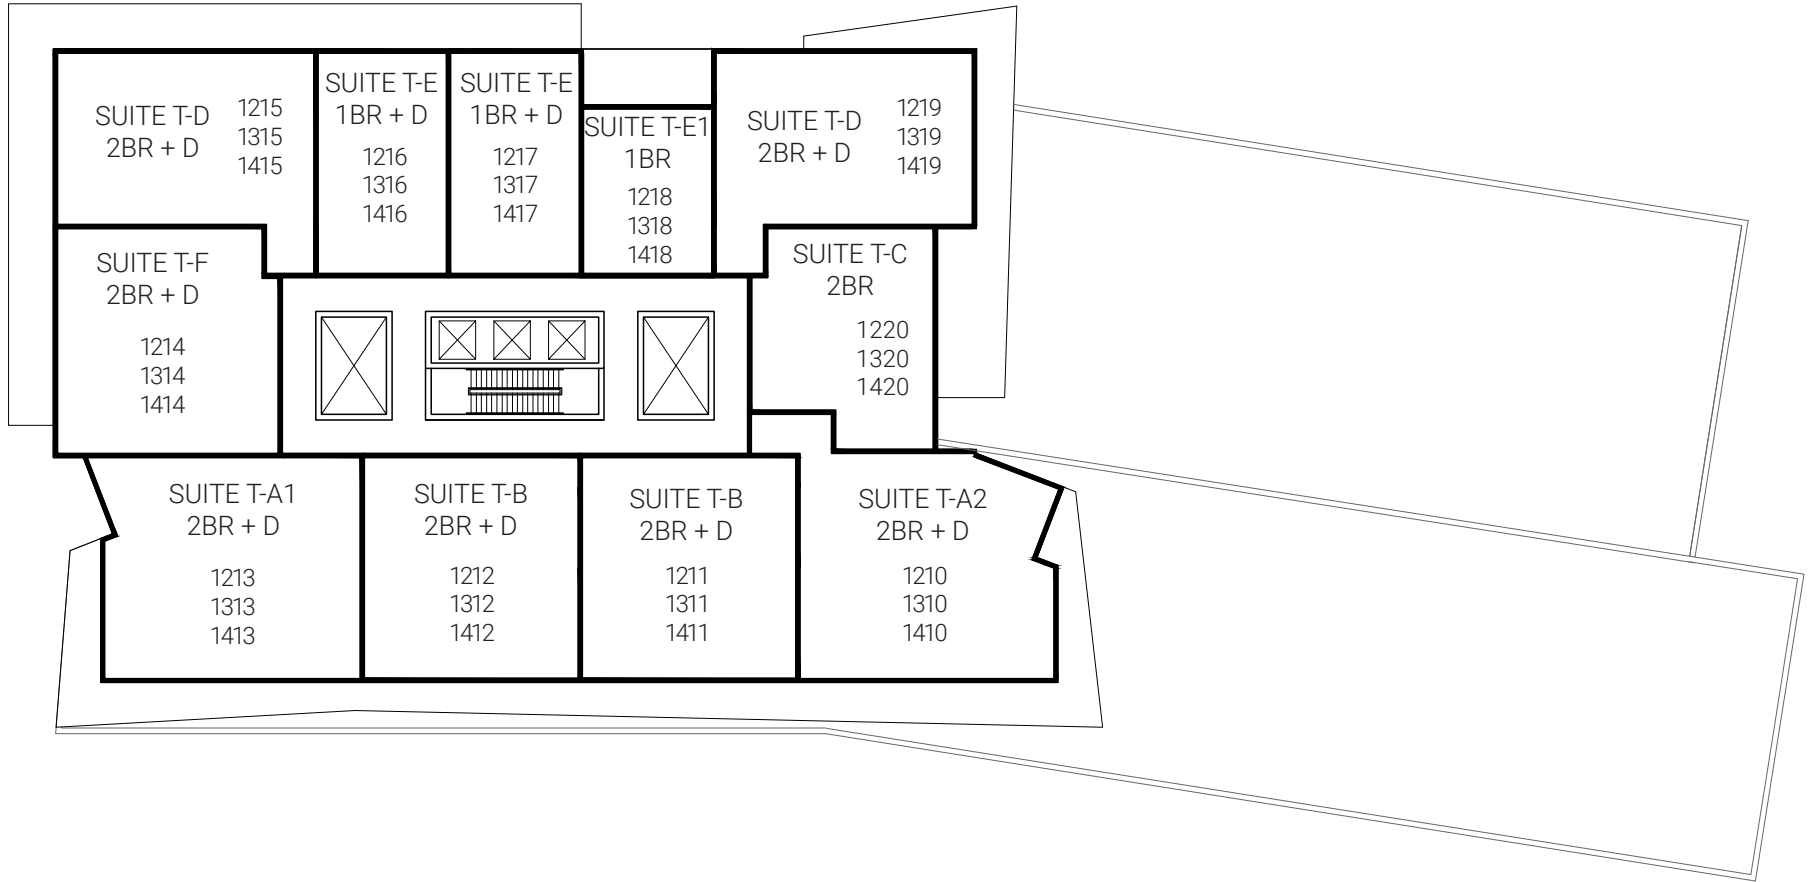 SUITE T-D
2BR + D
1215
1315
1415
SUITE T-E
1BR + D
1216
1316
1416
SUITE T-E
1BR + D
1217
1317
1417
SUITE T-E1
1BR
1218
1318
1418
SUITE T-D
2BR + D
1219
1319
1419
SUITE T-F
2BR + D
1214
1314
1414
SUITE T-C
2BR
1220
1320
1420
SUITE T-A1
2BR + D
1213
1313
1413
SUITE T-B
2BR + D
1212
1312
1412
SUITE T-B
2BR + D
1211
1311
1411
SUITE T-A2
2BR + D
1210
1310
1410